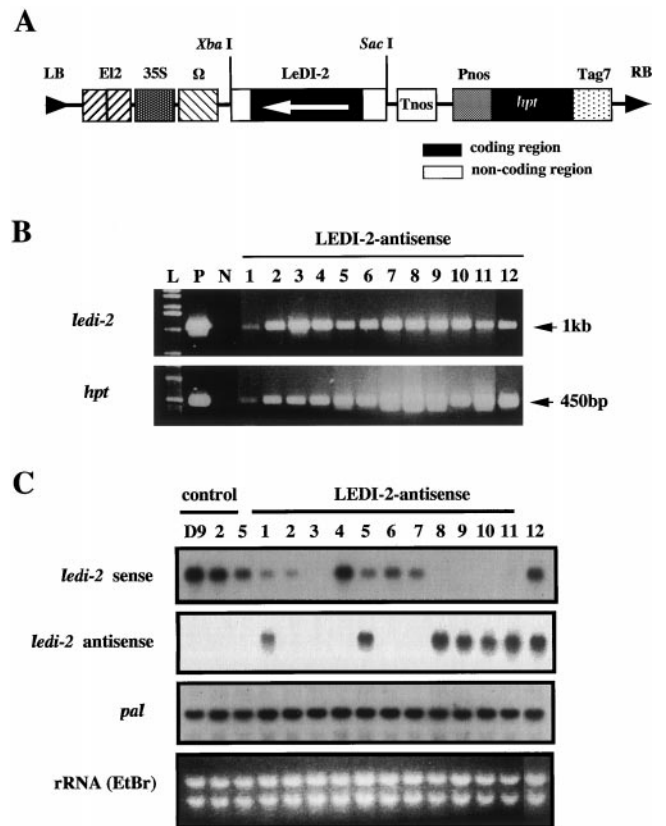 A
Xba I
Sac I
LB
El2
35S
Ω
LeDI-2
Pnos
Tag7
RB
Tnos
hpt
coding region
non-coding region
B
LEDI-2-antisense
L P N 1 2 3 4 5 6 7 8 9 10 11 12
ledi-2
1kb
hpt
450bp
C
control
LEDI-2-antisense
D9 2 5 1 2 3 4 5 6 7 8 9 10 11 12
ledi-2 sense
ledi-2 antisense
pal
rRNA (EtBr)